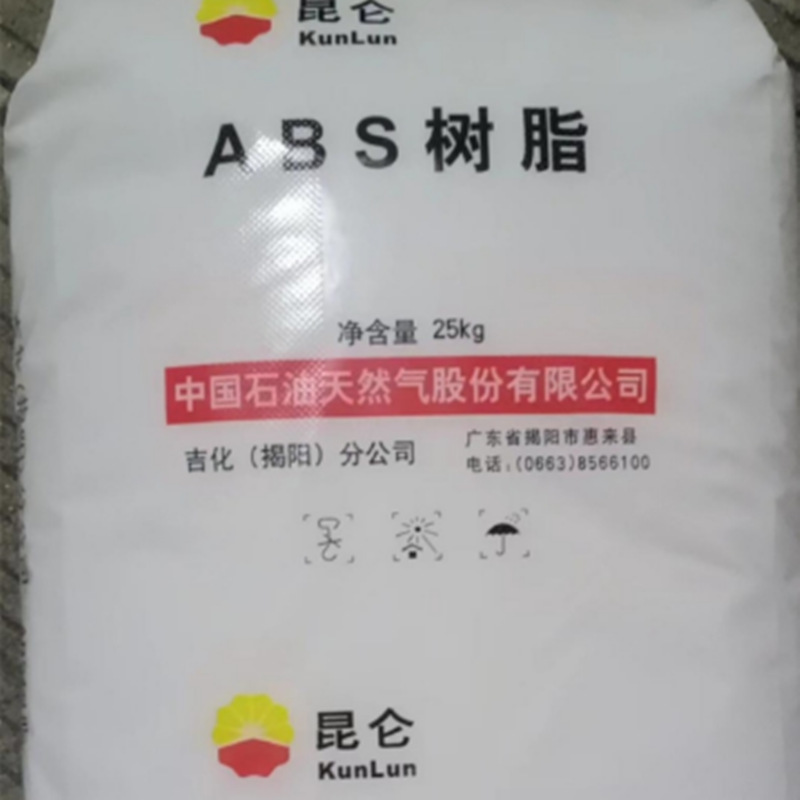 昆仑
KunLun
ABS树脂
净含量 25kg
中国石油天然气股份有限公司
吉化（揭阳）分公司
广东省揭阳市惠来县
电话：(0663)8566100
昆仑
KunLun